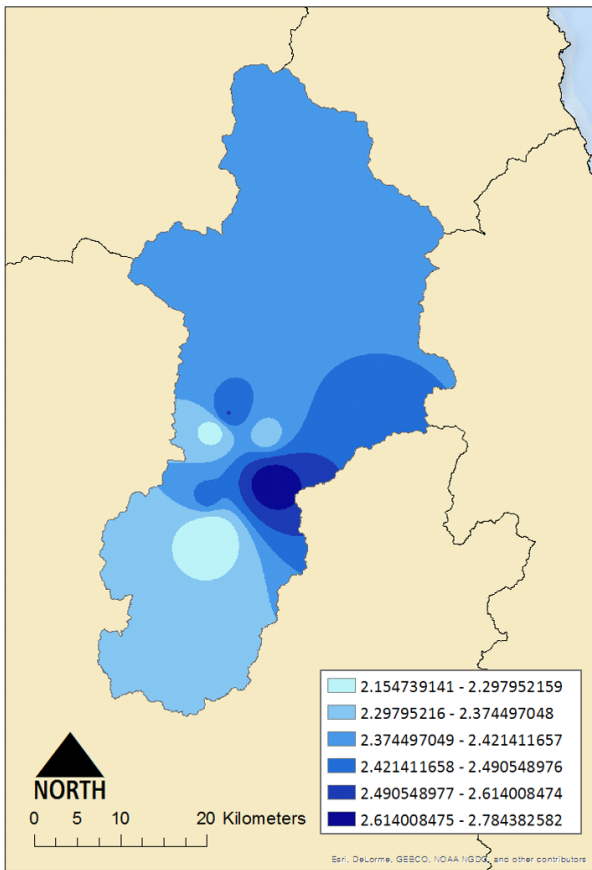 2.154739141 - 2.297952159
2.29795216 - 2.374497048
2.374497049 - 2.421411657
2.421411658 - 2.490548976
2.490548977 - 2.614008474
2.614008475 - 2.784382582
NORTH
0 5 10 20 Kilometers
Esri, DeLorme, GEBCO, NOAA NGDC, and other contributors